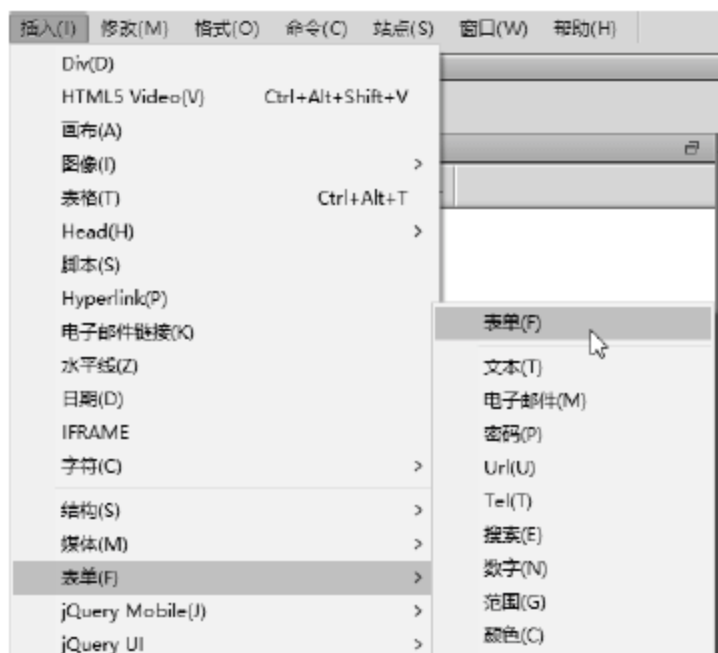 插入(I) 修改(M) 格式(O) 命令(C) 站点(S) 窗口(W) 帮助(H)
Div(D)
HTML5 Video(V) Ctrl+Alt+Shift+V
画布(A)
图像(I)
表格(T) Ctrl+Alt+T
Head(H)
脚本(S)
Hyperlink(P)
电子邮件链接(K)
水平线(Z)
日期(D)
IFRAME
字符(C)
结构(S)
媒体(M)
表单(F)
jQuery Mobile(J)
jQuery UI
表单(F)
文本(T)
电子邮件(M)
密码(P)
Url(U)
Tel(T)
搜索(E)
数字(N)
范围(G)
颜色(C)